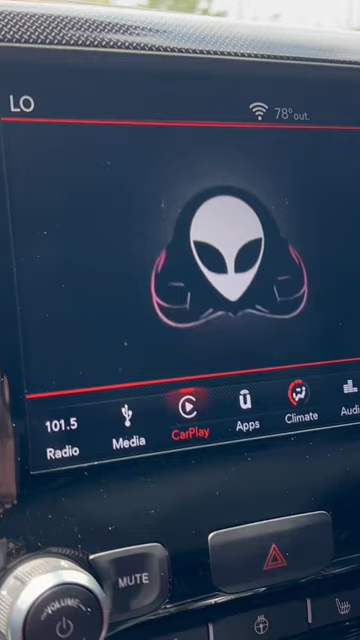 LO
78° out.
101.5
Radio
Media
CarPlay
Apps
Climate
Audi
MUTE
VOLUME